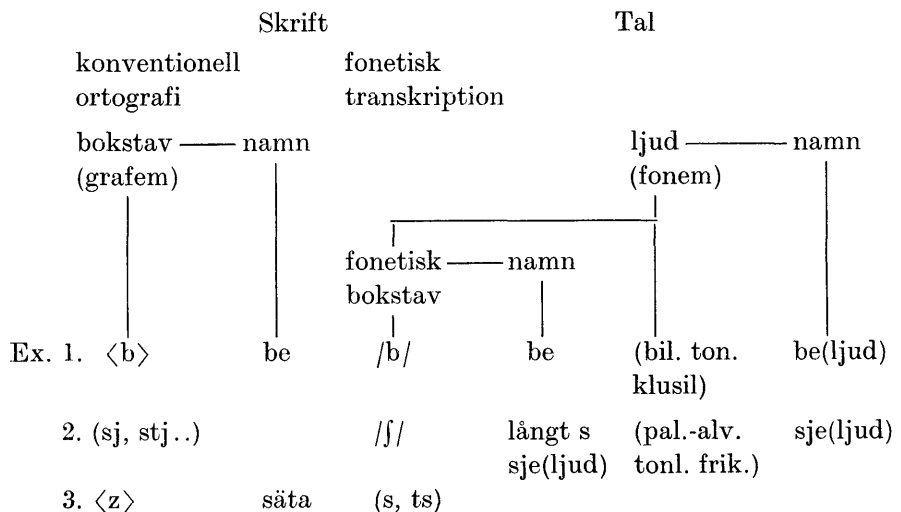 Skrift Tal
konventionell fonetisk
ortografi transkription
bokstav namn ljud namn
(grafem) (fonem)
fonetisk namn
bokstav
Ex. 1. ⟨b⟩ be /b/ be (bil. ton. be(ljud)
klusil)
2. (sj, stj..) /ʃ/ långt s (pal.-alv. sje(ljud)
sje(ljud) tonl. frik.)
3. ⟨z⟩ säta (s, ts)